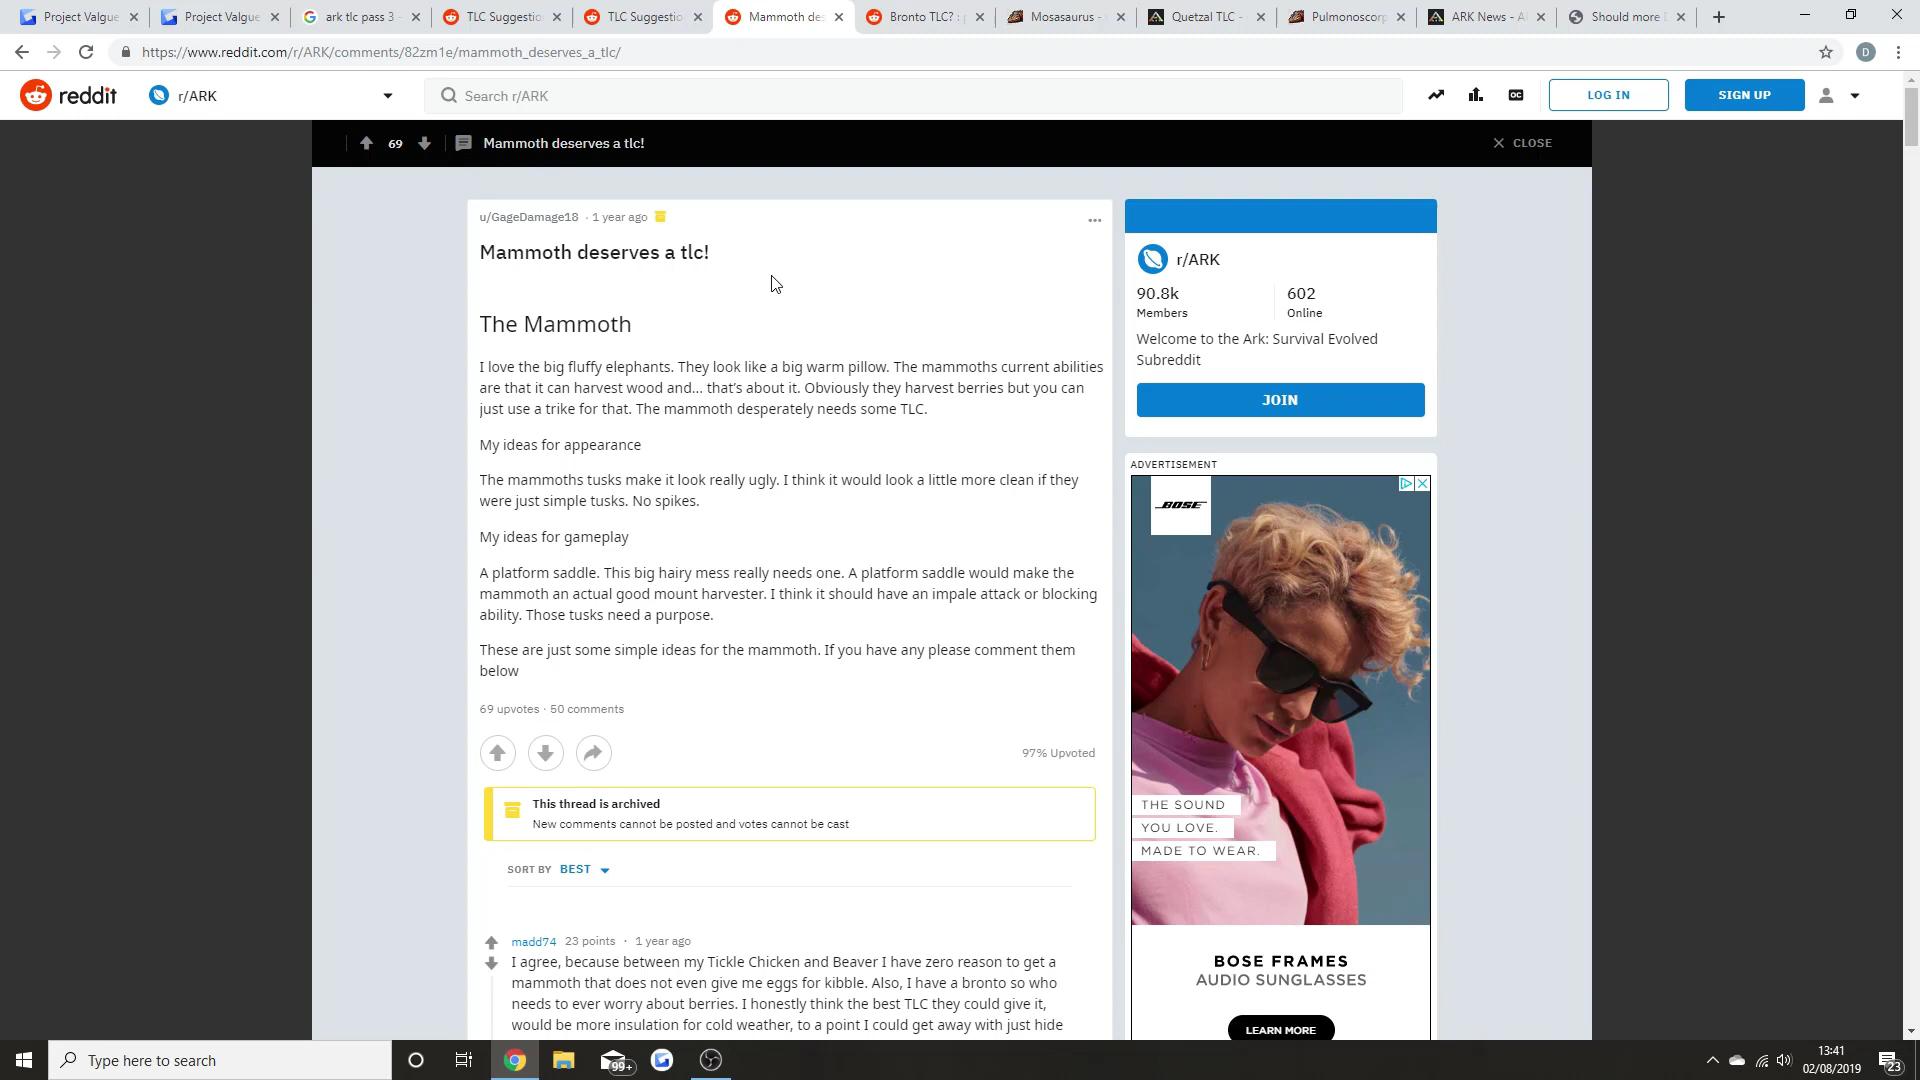 Project Valgue
Project Valgue
ark tlc pass 3 -
TLC Suggestion
TLC Suggestio
Mammoth des
Bronto TLC? :
Mosasaurus -
Quetzal TLC -
Pulmonoscorp
ARK News - A
Should more
https://www.reddit.com/r/ARK/comments/82zm1e/mammoth_deserves_a_tlc/
D
reddit
r/ARK
Search r/ARK
OC
LOG IN
SIGN UP
69
Mammoth deserves a tlc!
CLOSE
u/GageDamage18 · 1 year ago
Mammoth deserves a tlc!
The Mammoth
I love the big fluffy elephants. They look like a big warm pillow. The mammoths current abilities
are that it can harvest wood and... that's about it. Obviously they harvest berries but you can
just use a trike for that. The mammoth desperately needs some TLC.
My ideas for appearance
The mammoths tusks make it look really ugly. I think it would look a little more clean if they
were just simple tusks. No spikes.
My ideas for gameplay
A platform saddle. This big hairy mess really needs one. A platform saddle would make the
mammoth an actual good mount harvester. I think it should have an impale attack or blocking
ability. Those tusks need a purpose.
These are just some simple ideas for the mammoth. If you have any please comment them
below
69 upvotes · 50 comments
97% Upvoted
This thread is archived
New comments cannot be posted and votes cannot be cast
SORT BY BEST
madd74 23 points · 1 year ago
I agree, because between my Tickle Chicken and Beaver I have zero reason to get a
mammoth that does not even give me eggs for kibble. Also, I have a bronto so who
needs to ever worry about berries. I honestly think the best TLC they could give it,
would be more insulation for cold weather, to a point I could get away with just hide
r/ARK
90.8k
Members
602
Online
Welcome to the Ark: Survival Evolved
Subreddit
JOIN
ADVERTISEMENT
BOSE
THE SOUND
YOU LOVE.
MADE TO WEAR.
BOSE FRAMES
AUDIO SUNGLASSES
LEARN MORE
Type here to search
99+
13:41
02/08/2019
23